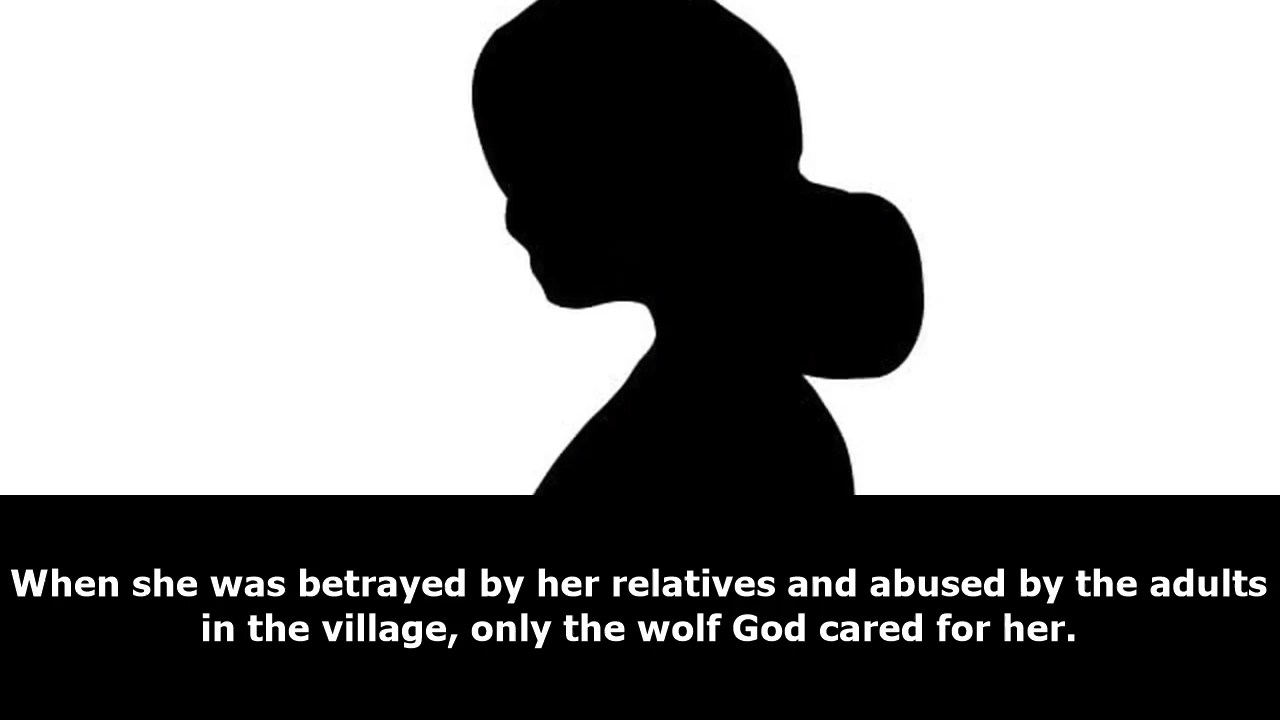 When she was betrayed by her relatives and abused by the adults
in the village, only the wolf God cared for her.